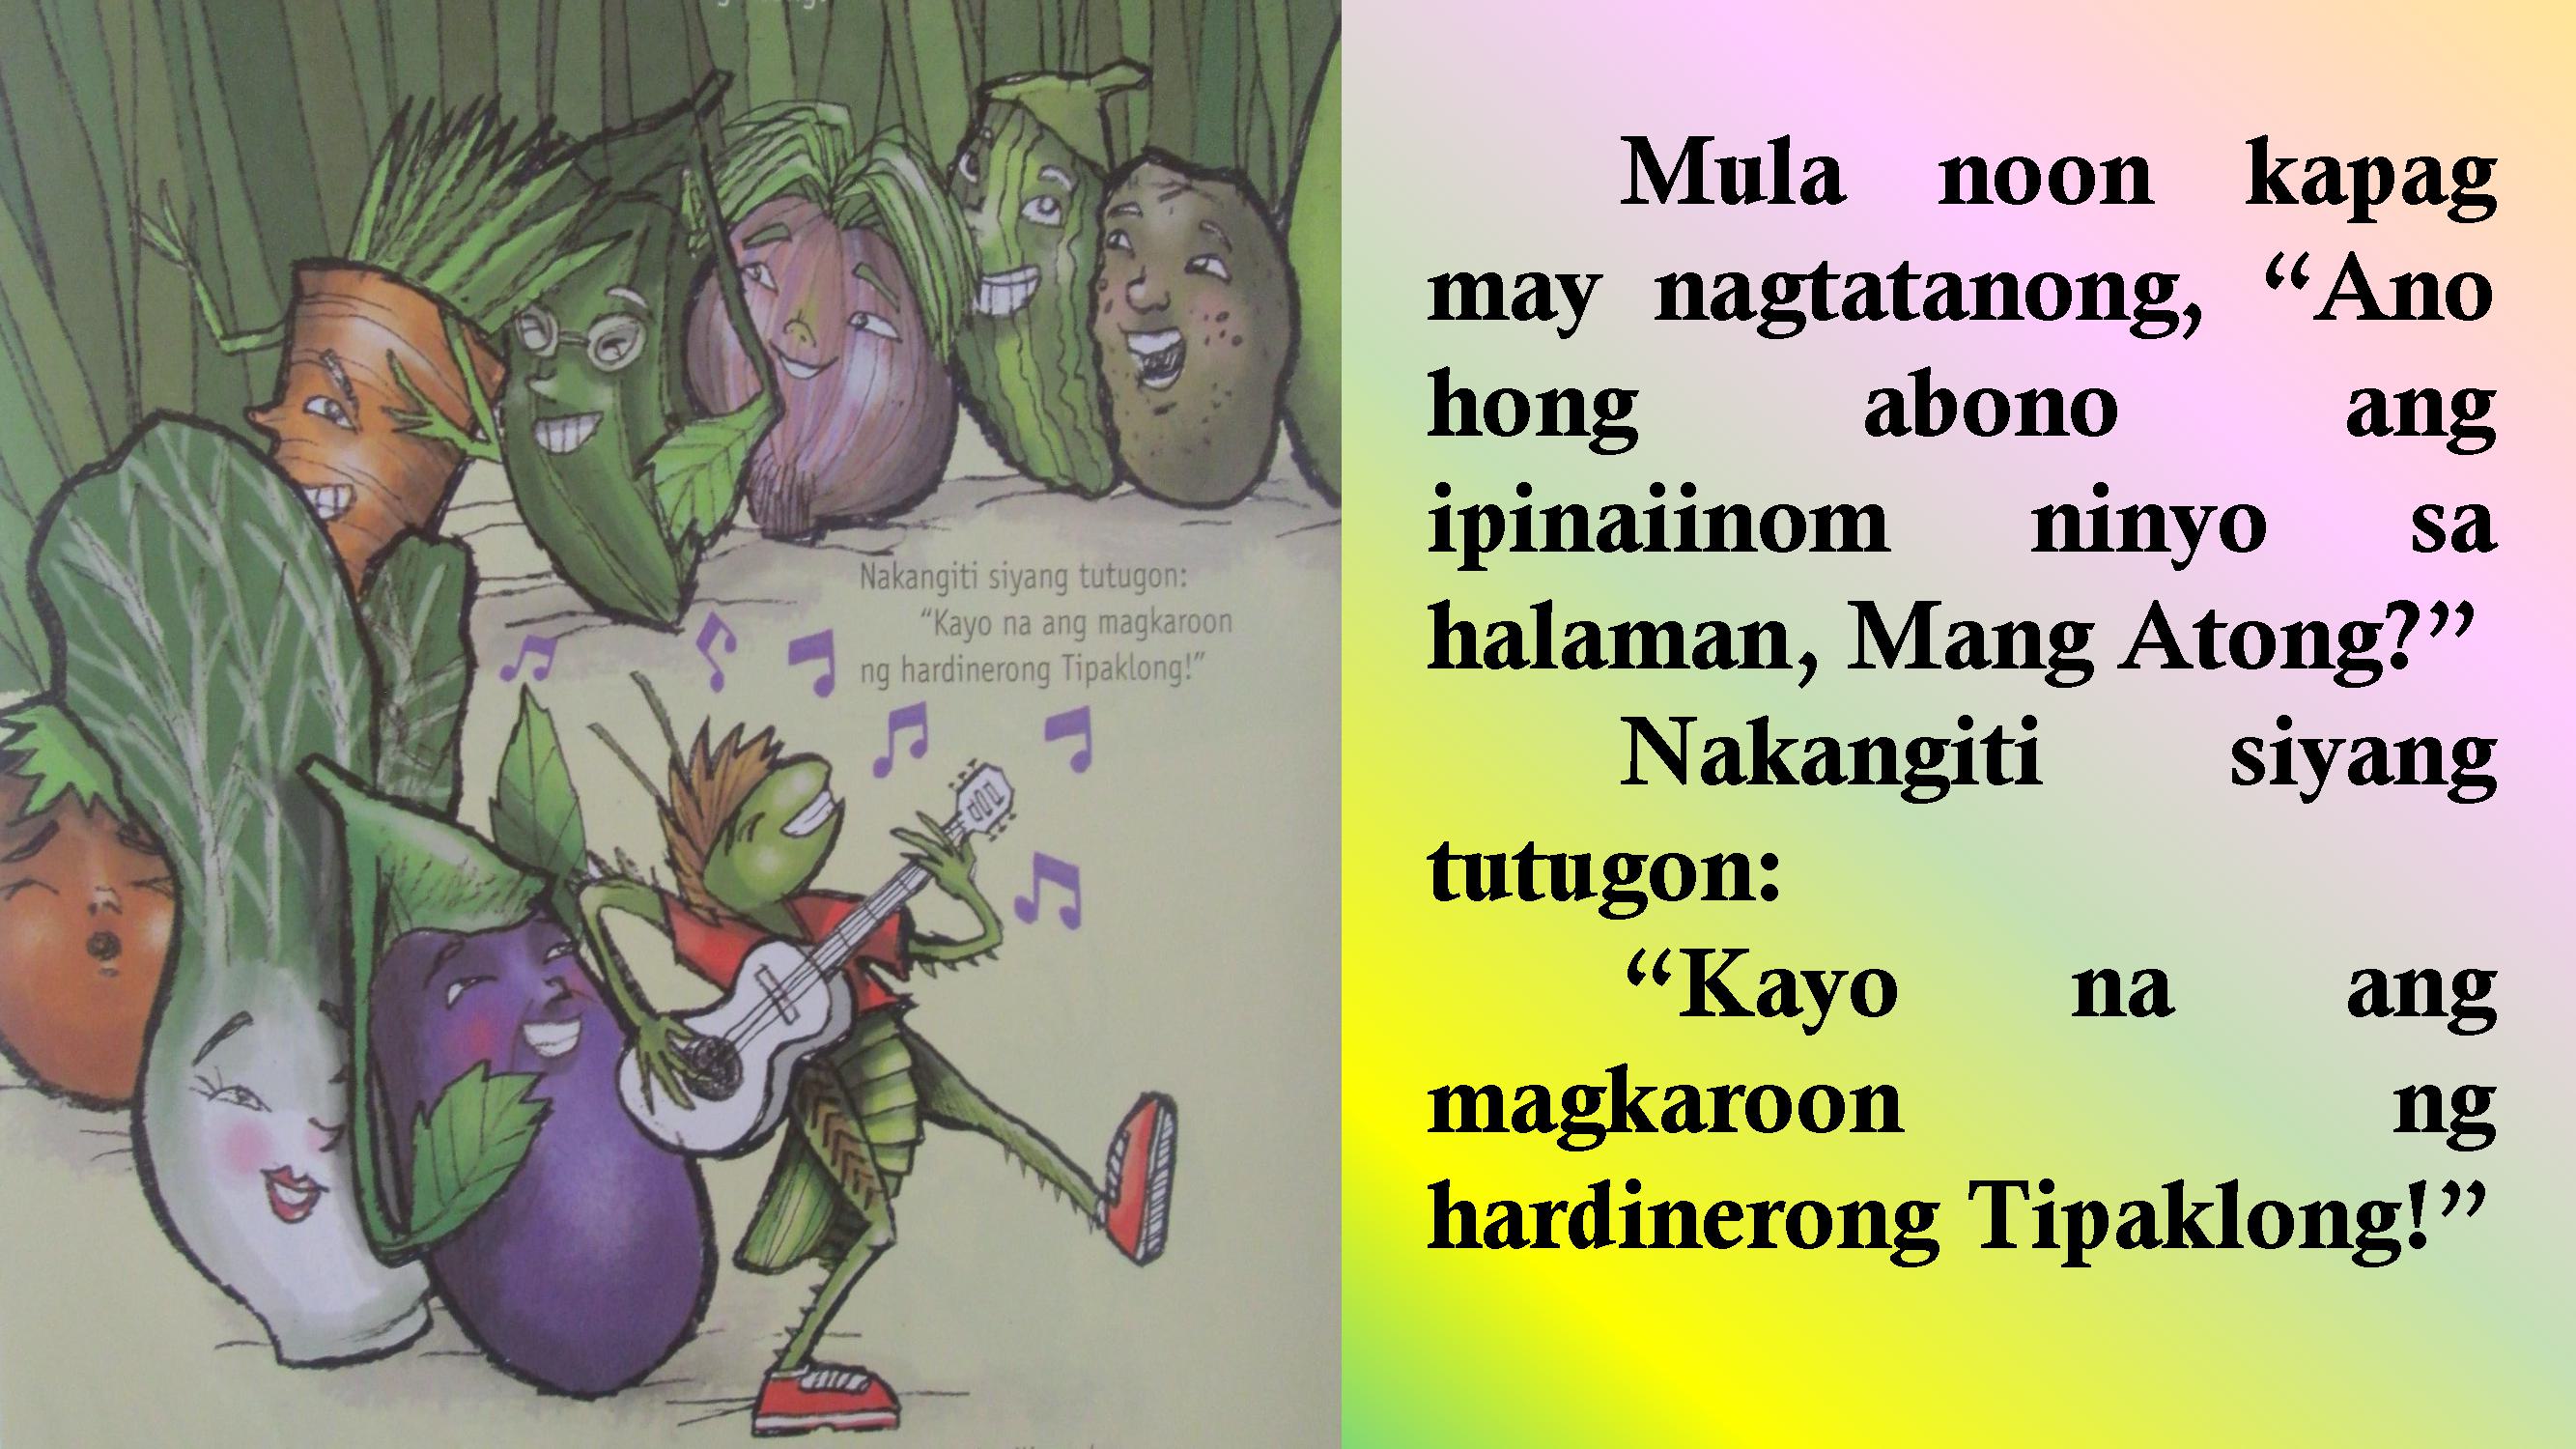 Nakangiti siyang tutugon:
“Kayo na ang magkaroon
ng hardinerong Tipaklong!”
Mula noon kapag
may nagtatanong, “Ano
hong abono ang
ipinaiinom ninyo sa
halaman, Mang Atong?”
Nakangiti siyang
tutugon:
“Kayo na ang
magkaroon ng
hardinerong Tipaklong!”